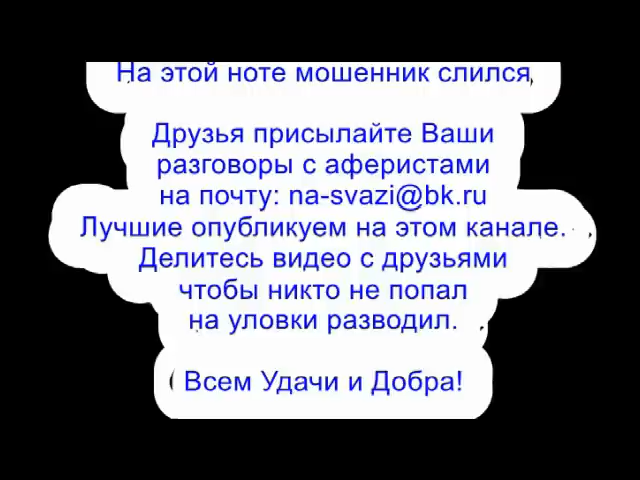 На этой ноте мошенник слился,
Друзья присылайте Ваши
разговоры с аферистами
на почту: na-svazi@bk.ru
Лучшие опубликуем на этом канале.
Делитесь видео с друзьями
чтобы никто не попал
на уловки разводил.
Всем Удачи и Добра!